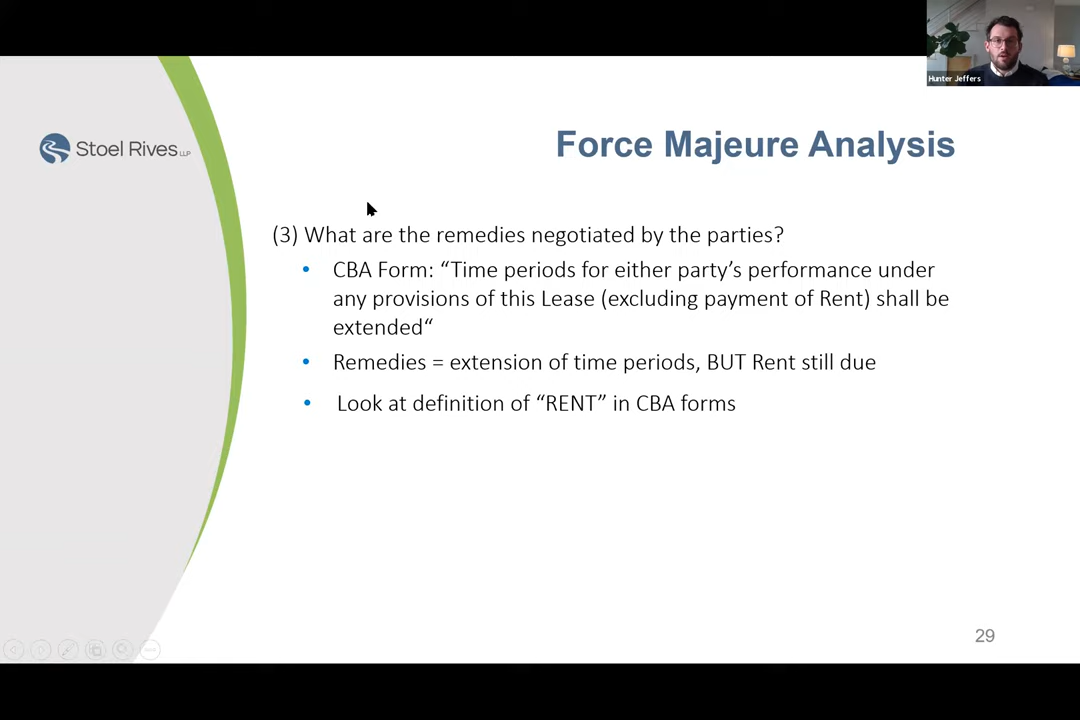 Hunter Jeffers
Stoel Rives LLP
Force Majeure Analysis
(3) What are the remedies negotiated by the parties?
• CBA Form: “Time periods for either party’s performance under
any provisions of this Lease (excluding payment of Rent) shall be
extended“
• Remedies = extension of time periods, BUT Rent still due
• Look at definition of “RENT” in CBA forms
29